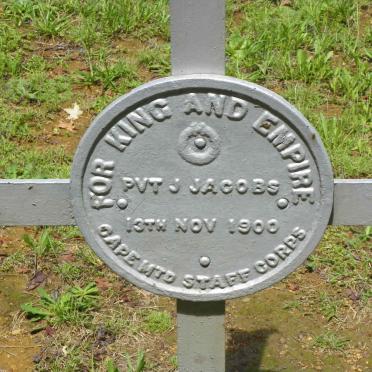 FOR KING AND EMPIRE
PVT J JACOBS
13TH NOV 1900
CAPE MTD STAFF CORPS